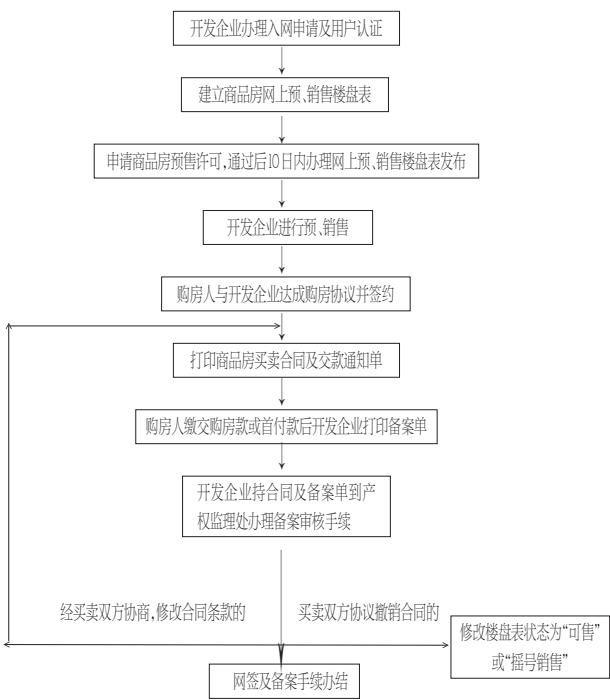 开发企业办理入网申请及用户认证
建立商品房网上预、销售楼盘表
申请商品房预售许可,通过后10日内办理网上预、销售楼盘表发布
开发企业进行预、销售
购房人与开发企业达成购房协议并签约
打印商品房买卖合同及交款通知单
购房人缴交购房款或首付款后开发企业打印备案单
开发企业持合同及备案单到产
权监理处办理备案审核手续
经买卖双方协商,修改合同条款的
买卖双方协议撤销合同的
修改楼盘表状态为“可售”
或“摇号销售”
网签及备案手续办结